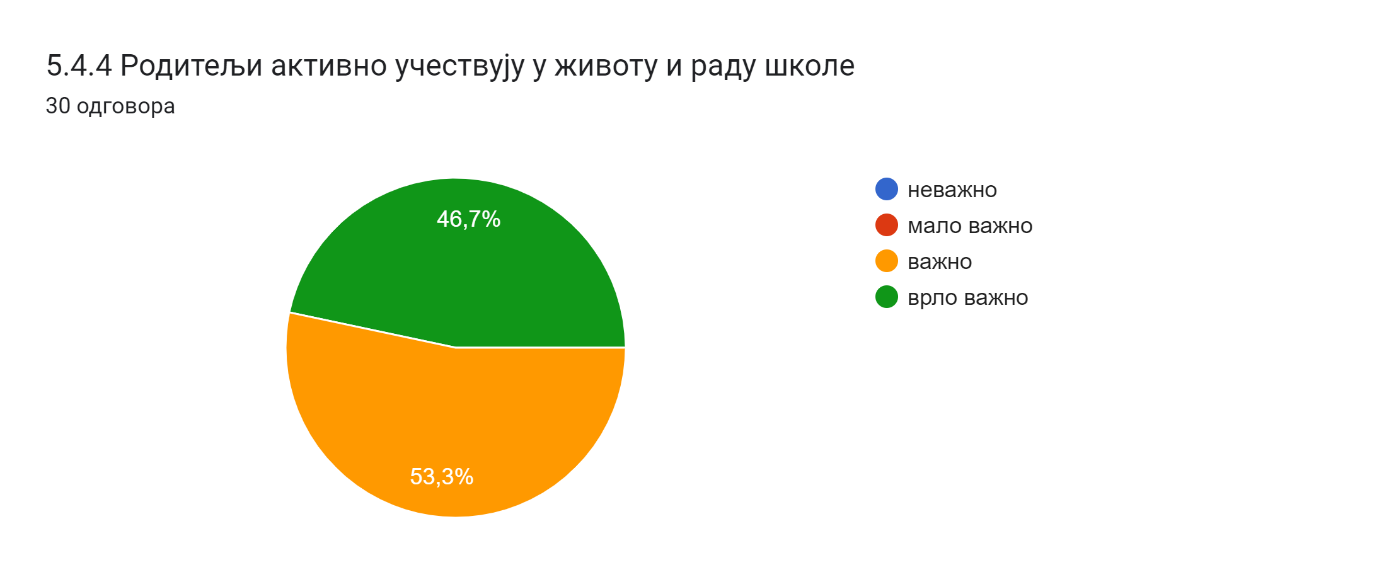 5.4.4 Родитељи активно учествују у животу и раду школе
30 одговора
46,7%
53,3%
неважно
мало важно
важно
врло важно